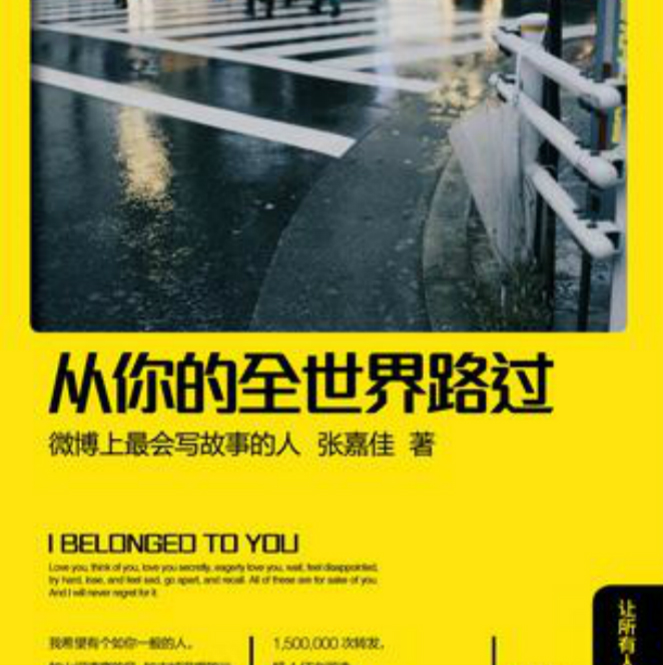 从你的全世界路过
微博上最会写故事的人 张嘉佳 著
I BELONGED TO YOU
Love you, think of you, love you secretly, eagerly love you, wait, feel disappointed,
try hard, lose, and feel sad, go apart, and recall. All of these are for sake of you.
And I will never regret for it
我希望有个如你一般的人。
1,500,000 次转发,
让所有